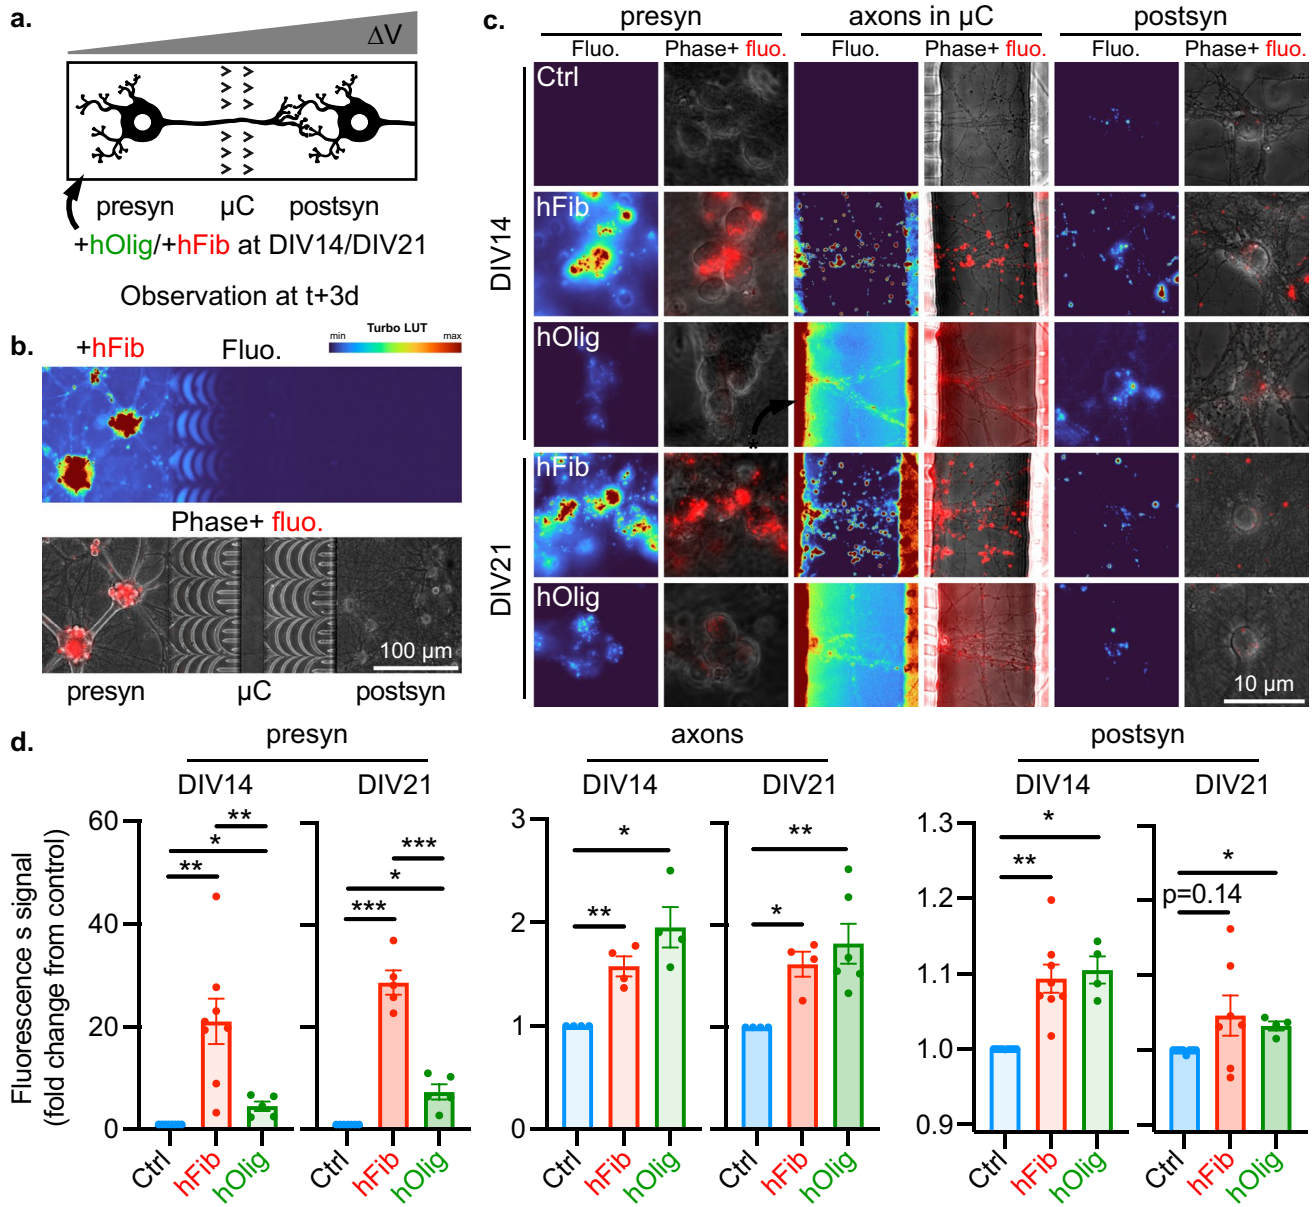 a.
ΔV
presyn μC postsyn
+hOlig/+hFib at DIV14/DIV21
Observation at t+3d
b.
+hFib Fluo.
Turbo LUT
min max
Phase+ fluo.
100 μm
presyn μC postsyn
c.
presyn axons in μC postsyn
Fluo. Phase+ fluo. Fluo. Phase+ fluo. Fluo. Phase+ fluo.
DIV14
Ctrl
hFib
hOlig
*
DIV21
hFib
hOlig
10 μm
d.
presyn axons postsyn
DIV14 DIV21 DIV14 DIV21 DIV14 DIV21
Fluorescence s signal
(fold change from control)
60
40
20
0
** * **
*** * ***
Ctrl hFib hOlig
Ctrl hFib hOlig
3
2
1
0
* **
** *
Ctrl hFib hOlig
Ctrl hFib hOlig
1.3
1.2
1.1
1.0
0.9
* **
*
p=0.14
Ctrl hFib hOlig
Ctrl hFib hOlig